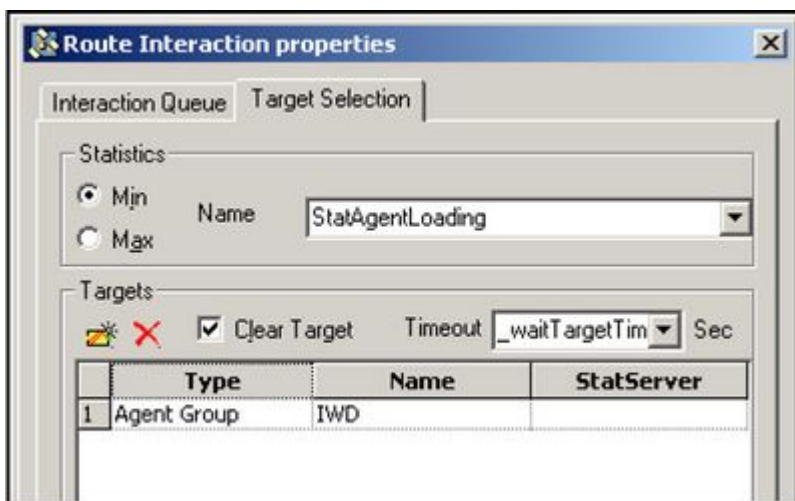 Route Interaction properties
Interaction Queue Target Selection
Statistics
Min
Name StatAgentLoading
Max
Targets
Clear Target Timeout _waitTargetTim Sec
Type Name StatServer
1 Agent Group IWD